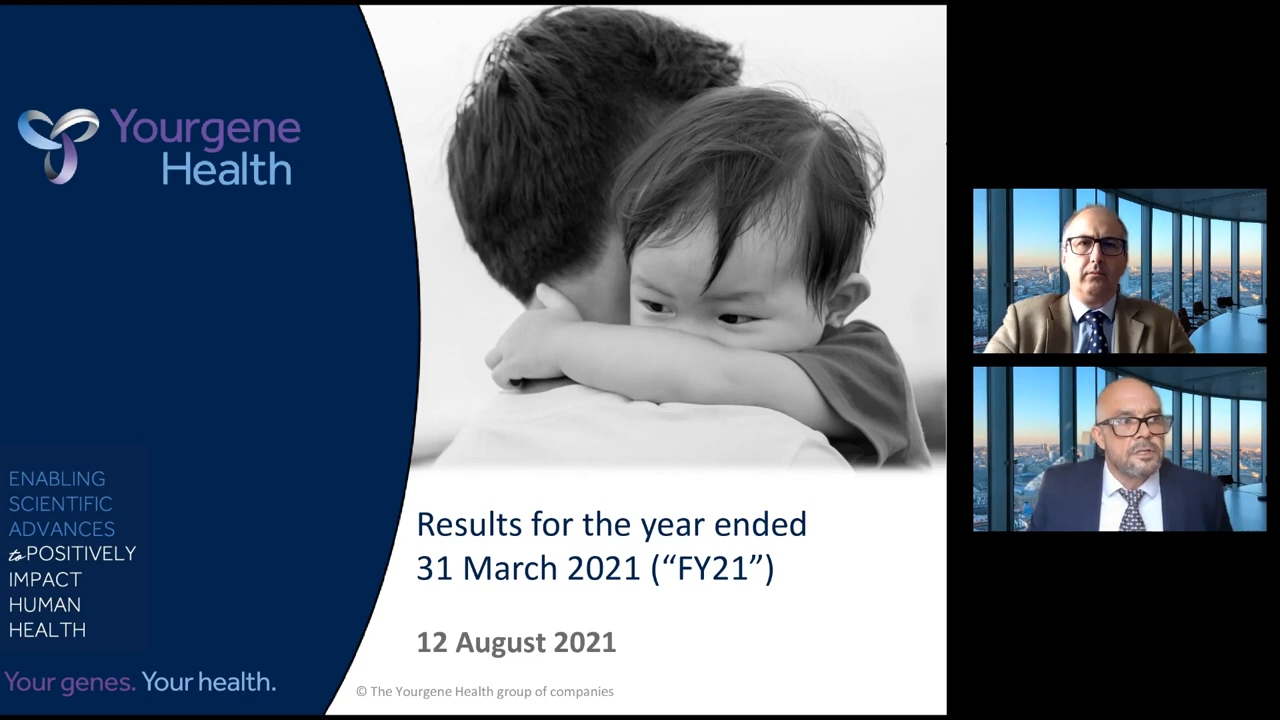 Yourgene
Health
ENABLING
SCIENTIFIC
ADVANCES
to POSITIVELY
IMPACT
HUMAN
HEALTH
Your genes. Your health.
Results for the year ended
31 March 2021 (“FY21”)
12 August 2021
© The Yourgene Health group of companies